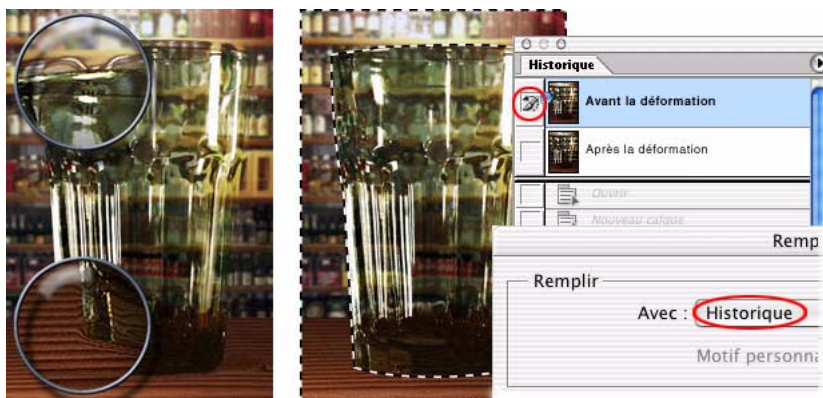 Historique
Avant la déformation
Après la déformation
Ouvrir
Nouveau calque
Remp
Remplir
Avec : Historique
Motif personna